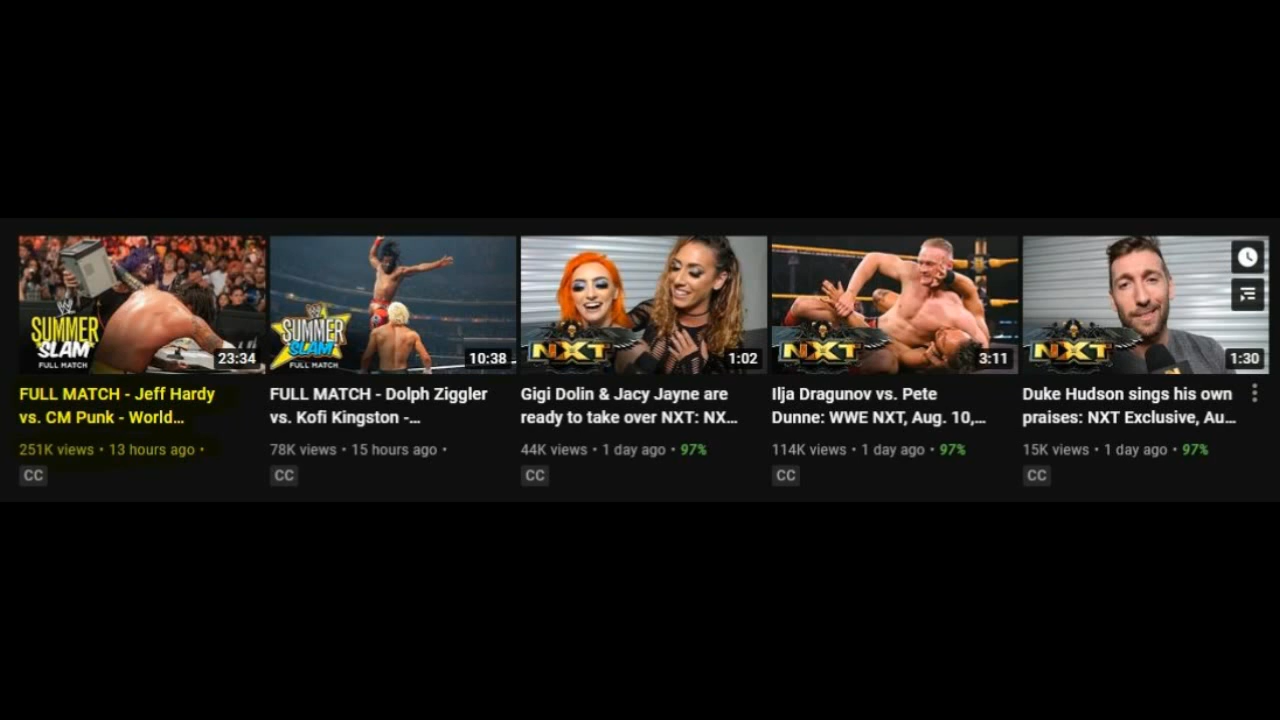 W
SUMMER
SLAM
FULL MATCH
23:34
FULL MATCH - Jeff Hardy
vs. CM Punk - World...
251K views • 13 hours ago •
CC
W
SUMMER
SLAM
FULL MATCH
10:38
FULL MATCH - Dolph Ziggler
vs. Kofi Kingston -...
78K views • 15 hours ago •
CC
NXT
1:02
Gigi Dolin & Jacy Jayne are
ready to take over NXT: NX...
44K views • 1 day ago • 97%
CC
NXT
3:11
Ilja Dragunov vs. Pete
Dunne: WWE NXT, Aug. 10,...
114K views • 1 day ago • 97%
CC
NXT
1:30
Duke Hudson sings his own
praises: NXT Exclusive, Au...
15K views • 1 day ago • 97%
CC